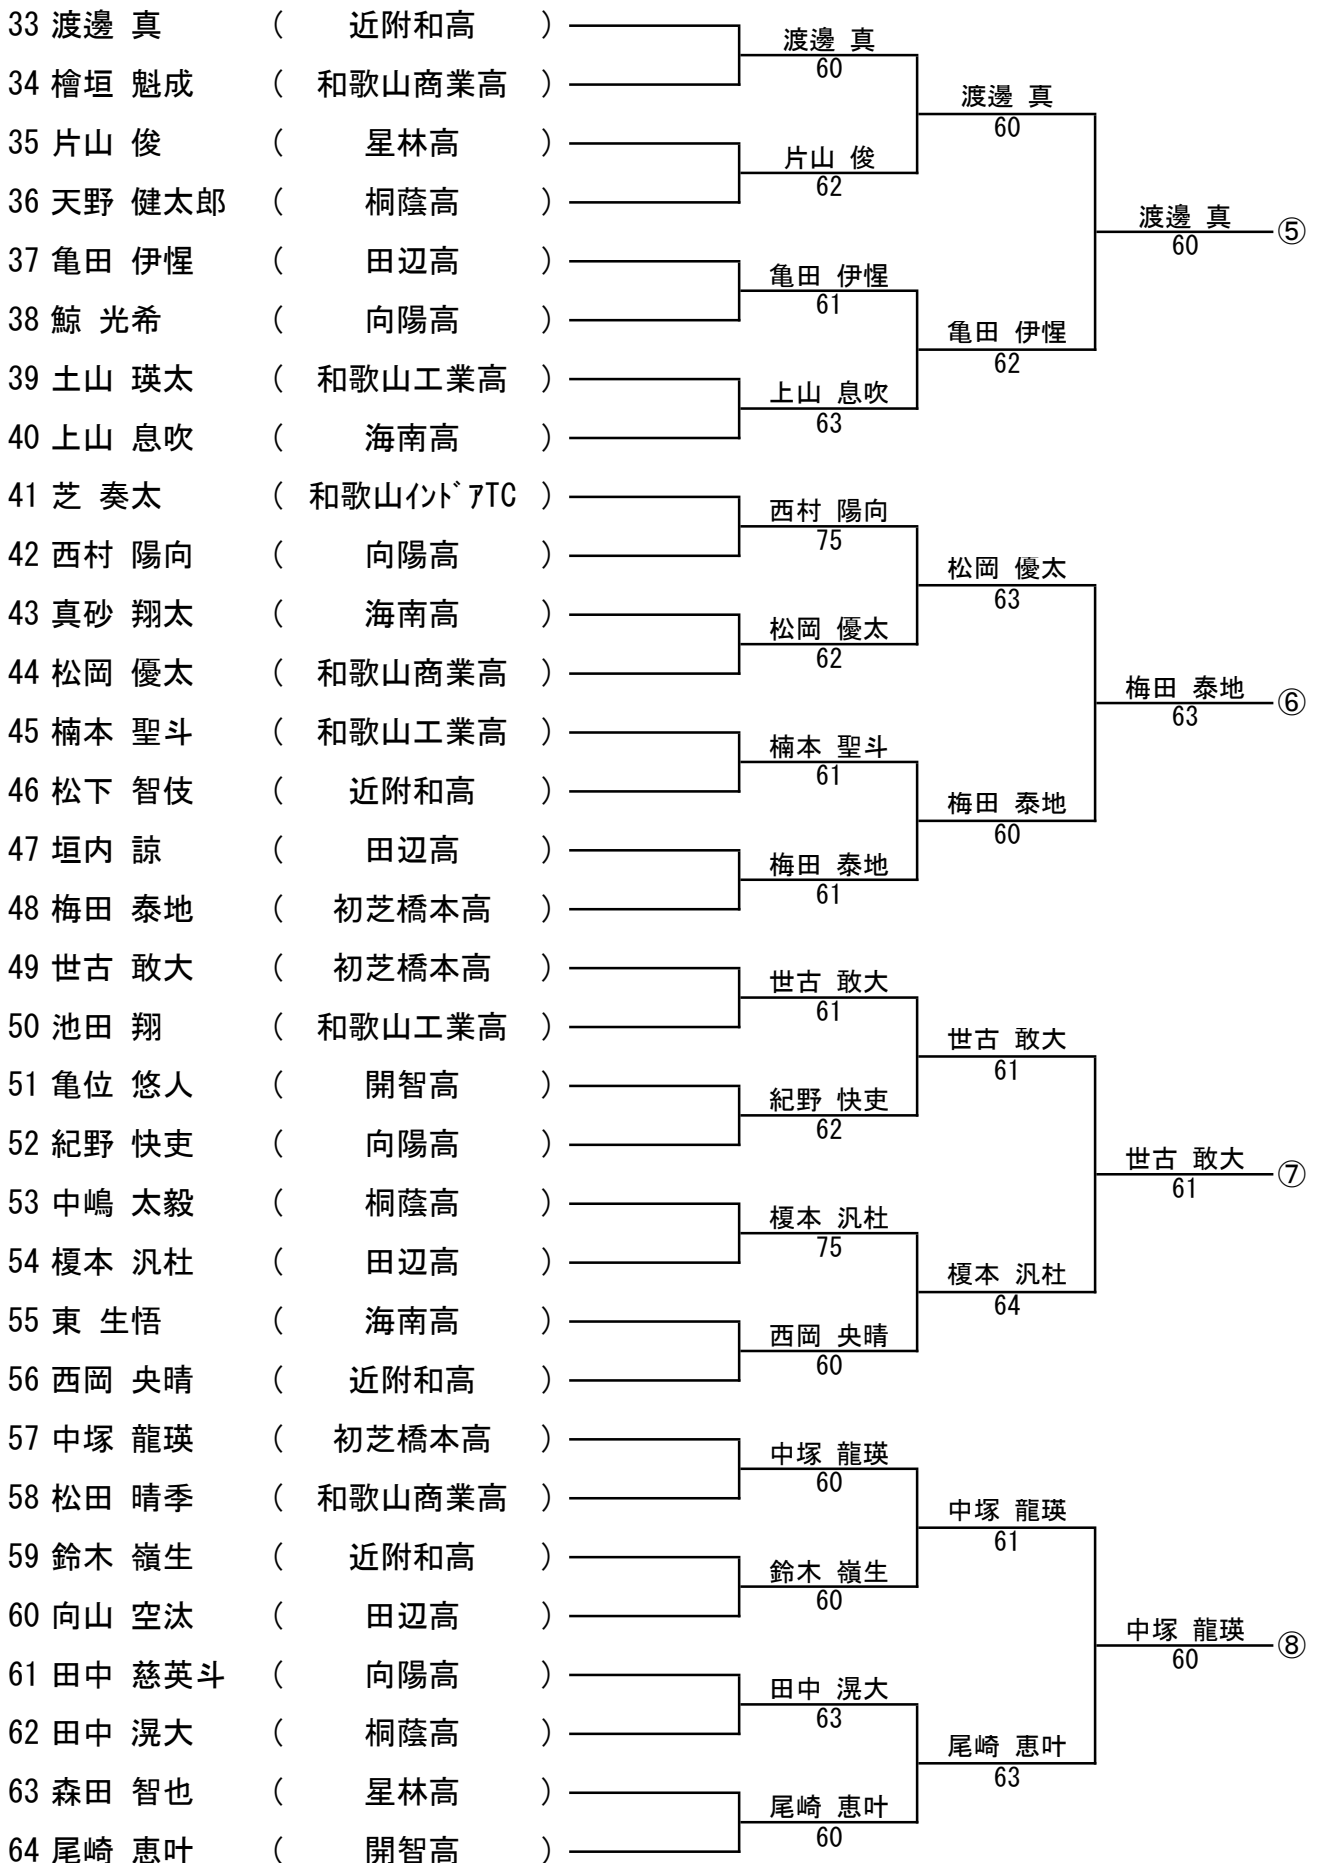 33 渡邊 真 ( 近附和高 )
34 檜垣 魁成 ( 和歌山商業高 )
35 片山 俊 ( 星林高 )
36 天野 健太郎 ( 桐蔭高 )
37 亀田 伊惺 ( 田辺高 )
38 鯨 光希 ( 向陽高 )
39 土山 瑛太 ( 和歌山工業高 )
40 上山 息吹 ( 海南高 )
41 芝 奏太 ( 和歌山ｲﾝﾄﾞｱTC )
42 西村 陽向 ( 向陽高 )
43 真砂 翔太 ( 海南高 )
44 松岡 優太 ( 和歌山商業高 )
45 楠本 聖斗 ( 和歌山工業高 )
46 松下 智伎 ( 近附和高 )
47 垣内 諒 ( 田辺高 )
48 梅田 泰地 ( 初芝橋本高 )
49 世古 敢大 ( 初芝橋本高 )
50 池田 翔 ( 和歌山工業高 )
51 亀位 悠人 ( 開智高 )
52 紀野 快吏 ( 向陽高 )
53 中嶋 太毅 ( 桐蔭高 )
54 榎本 汎杜 ( 田辺高 )
55 東 生悟 ( 海南高 )
56 西岡 央晴 ( 近附和高 )
57 中塚 龍瑛 ( 初芝橋本高 )
58 松田 晴季 ( 和歌山商業高 )
59 鈴木 嶺生 ( 近附和高 )
60 向山 空汰 ( 田辺高 )
61 田中 慈英斗 ( 向陽高 )
62 田中 滉大 ( 桐蔭高 )
63 森田 智也 ( 星林高 )
64 尾崎 恵叶 ( 開智高 )
渡邊 真
60
片山 俊
62
亀田 伊惺
61
上山 息吹
63
西村 陽向
75
松岡 優太
62
楠本 聖斗
61
梅田 泰地
61
世古 敢大
61
紀野 快吏
62
榎本 汎杜
75
西岡 央晴
60
中塚 龍瑛
60
鈴木 嶺生
60
田中 滉大
63
尾崎 恵叶
60
渡邊 真
60
亀田 伊惺
62
松岡 優太
63
梅田 泰地
60
世古 敢大
61
榎本 汎杜
64
中塚 龍瑛
61
尾崎 恵叶
63
渡邊 真
60
⑤
梅田 泰地
63
⑥
世古 敢大
61
⑦
中塚 龍瑛
60
⑧